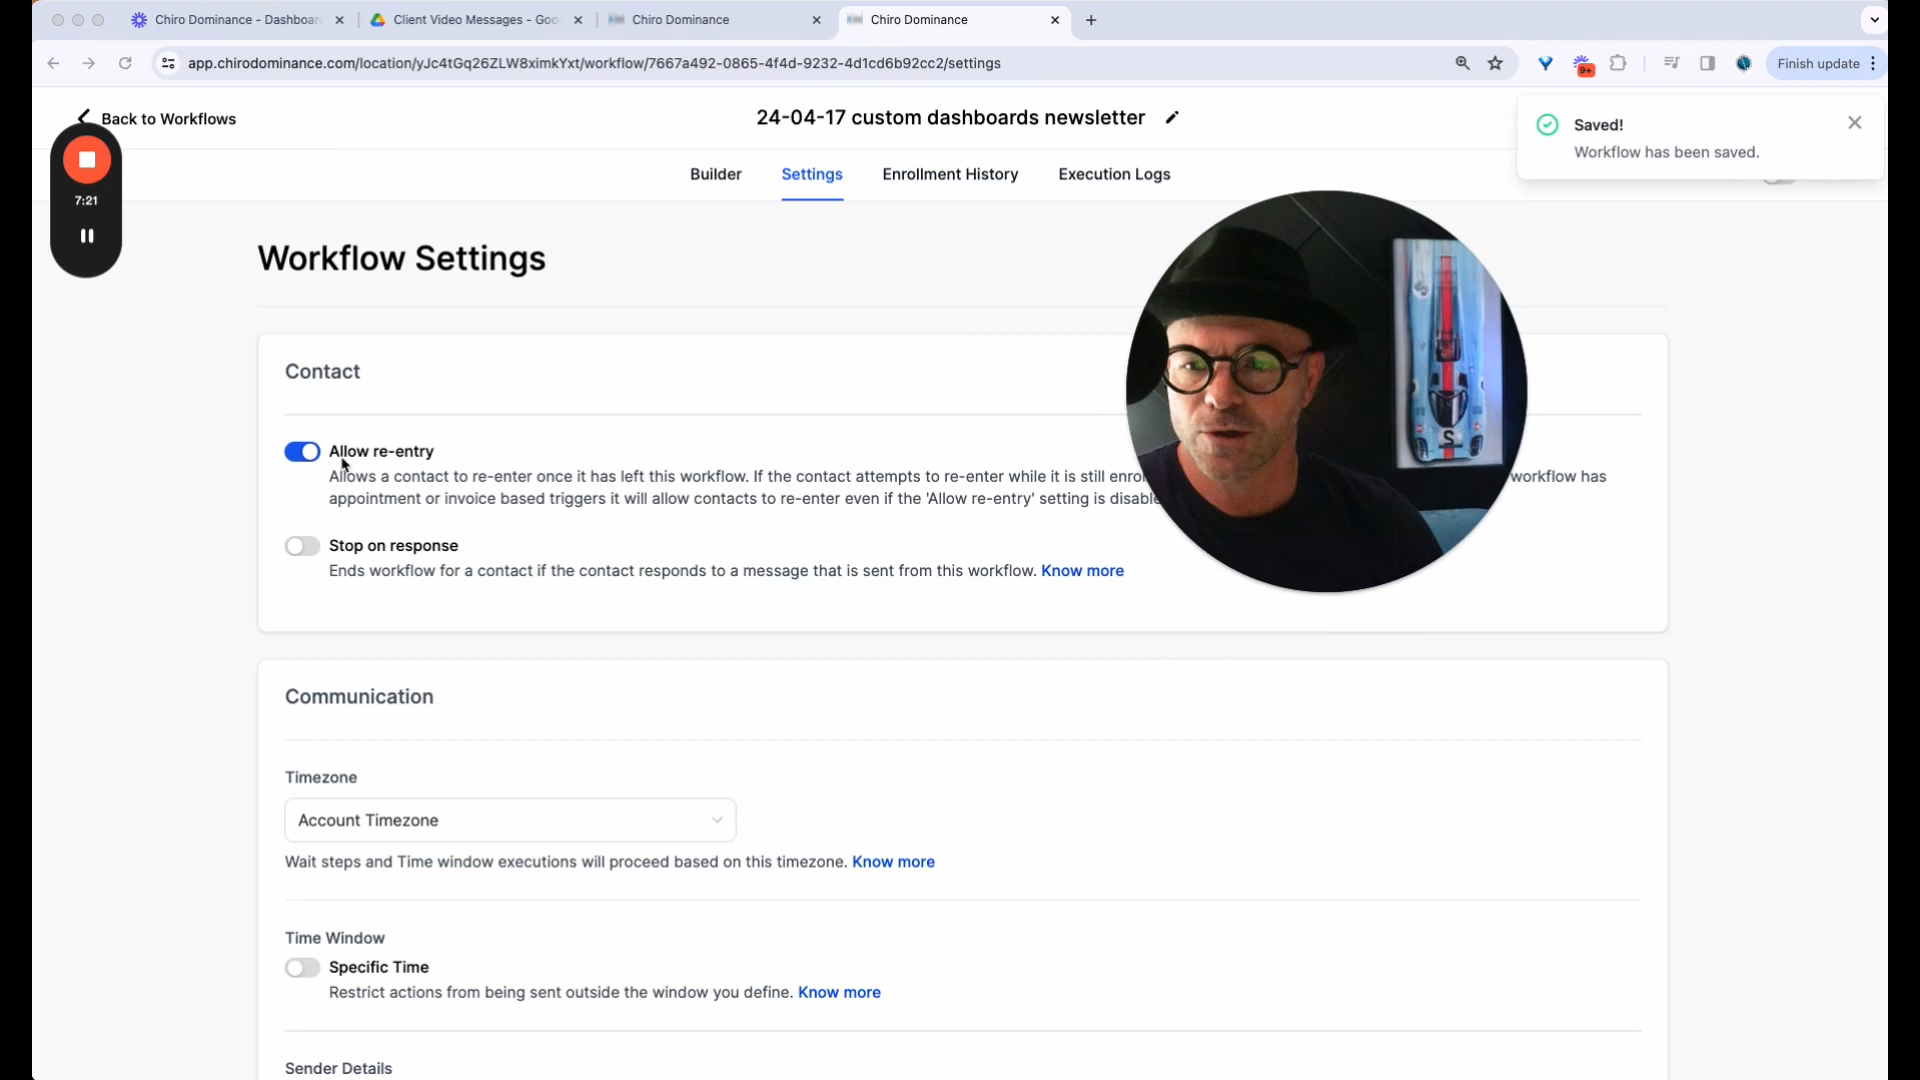 Chiro Dominance - Dashboar
Client Video Messages - Goo
Chiro Dominance
Chiro Dominance
app.chirodominance.com/location/yJc4tGq26ZLW8ximkYxt/workflow/7667a492-0865-4f4d-9232-4d1cd6b92cc2/settings
9+
Finish update
Back to Workflows
24-04-17 custom dashboards newsletter
Saved!
Workflow has been saved.
7:21
Builder
Settings
Enrollment History
Execution Logs
Workflow Settings
Contact
Allow re-entry
Allows a contact to re-enter once it has left this workflow. If the contact attempts to re-enter while it is still enro workflow has
appointment or invoice based triggers it will allow contacts to re-enter even if the 'Allow re-entry' setting is disable
Stop on response
Ends workflow for a contact if the contact responds to a message that is sent from this workflow. Know more
Communication
Timezone
Account Timezone
Wait steps and Time window executions will proceed based on this timezone. Know more
Time Window
Specific Time
Restrict actions from being sent outside the window you define. Know more
Sender Details